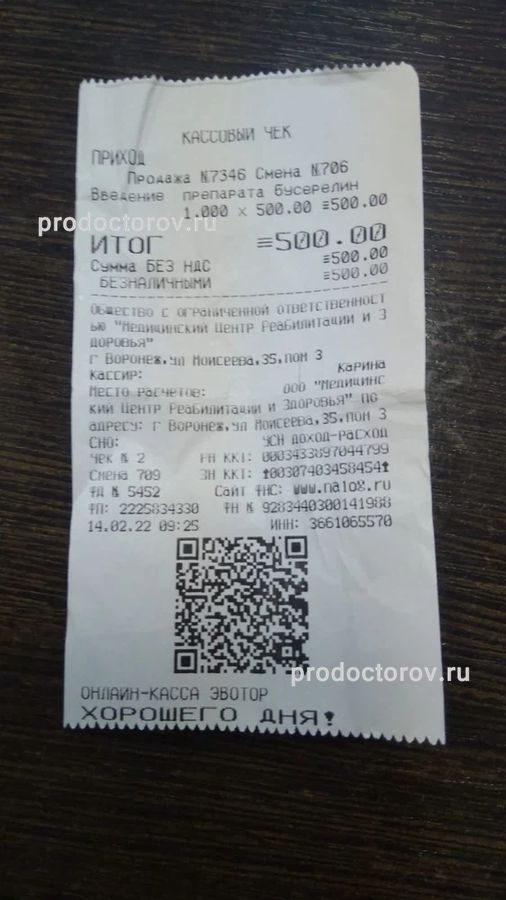 КАССОВЫЙ ЧЕК
ПРИХОД
Продажа №7346 Смена №706
Введение препарата бусерелин
1.000 × 500.00 ≡500.00
prodoctorov.ru
ИТОГ ≡500.00
Сумма БЕЗ НДС ≡500.00
БЕЗНАЛИЧНЫМИ ≡500.00
Общество с ограниченной ответственност
ью "Медицинский Центр Реабилитации и З
доровья"
г Воронеж,ул Моисеева,35,пом 3
Кассир: Карина
Место расчетов: ООО "Медицинс
кий Центр Реабилитации и Здоровья" по
адресу: г Воронеж,ул Моисеева,35,пом 3
СНО: УСН доход-расход
Чек № 2 РН ККТ: 0003433897044799
Смена 709 ЗН ККТ: ↑00307403458454↑
ФД № 5452 Сайт ФНС: www.nalog.ru
ФП: 2225834330 ФН № 9283440300141988
14.02.22 09:25 ИНН: 3661065570
prodoctorov.ru
ОНЛАЙН-КАССА ЭВОТОР
ХОРОШЕГО ДНЯ!